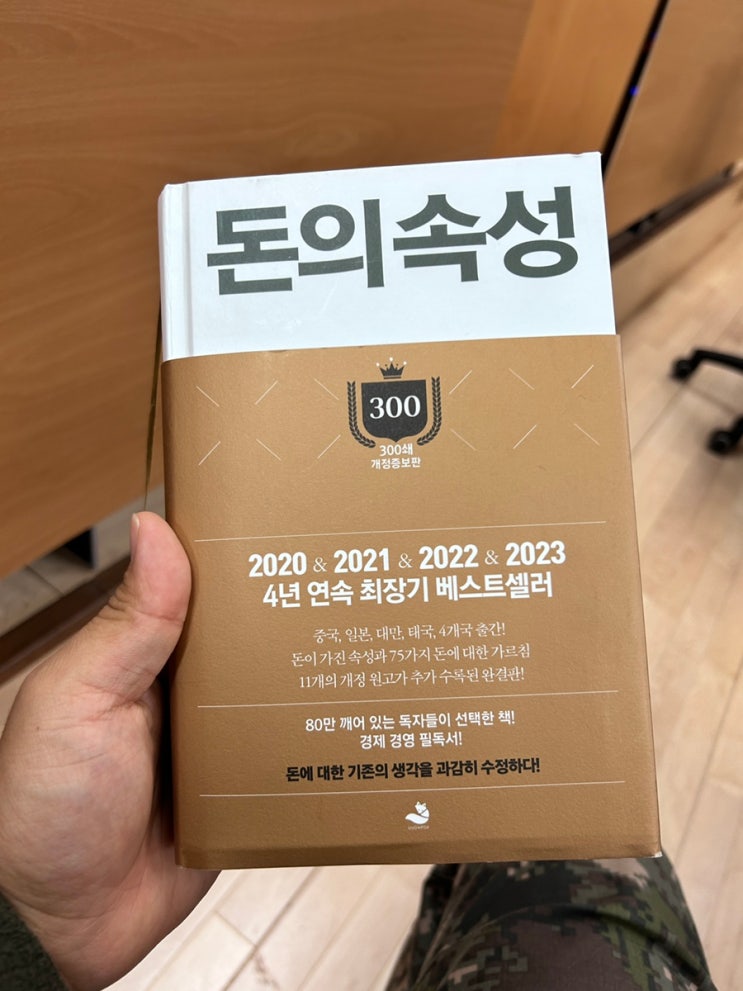 돈의 속성
300
300쇄
개정증보판
2020 & 2021 & 2022 & 2023
4년 연속 최장기 베스트셀러
중국, 일본, 대만, 태국, 4개국 출간!
돈이 가진 속성과 75가지 돈에 대한 가르침
11개의 개정 원고가 추가 수록된 완결판!
80만 깨어 있는 독자들이 선택한 책!
경제 경영 필독서!
돈에 대한 기존의 생각을 과감히 수정하다!